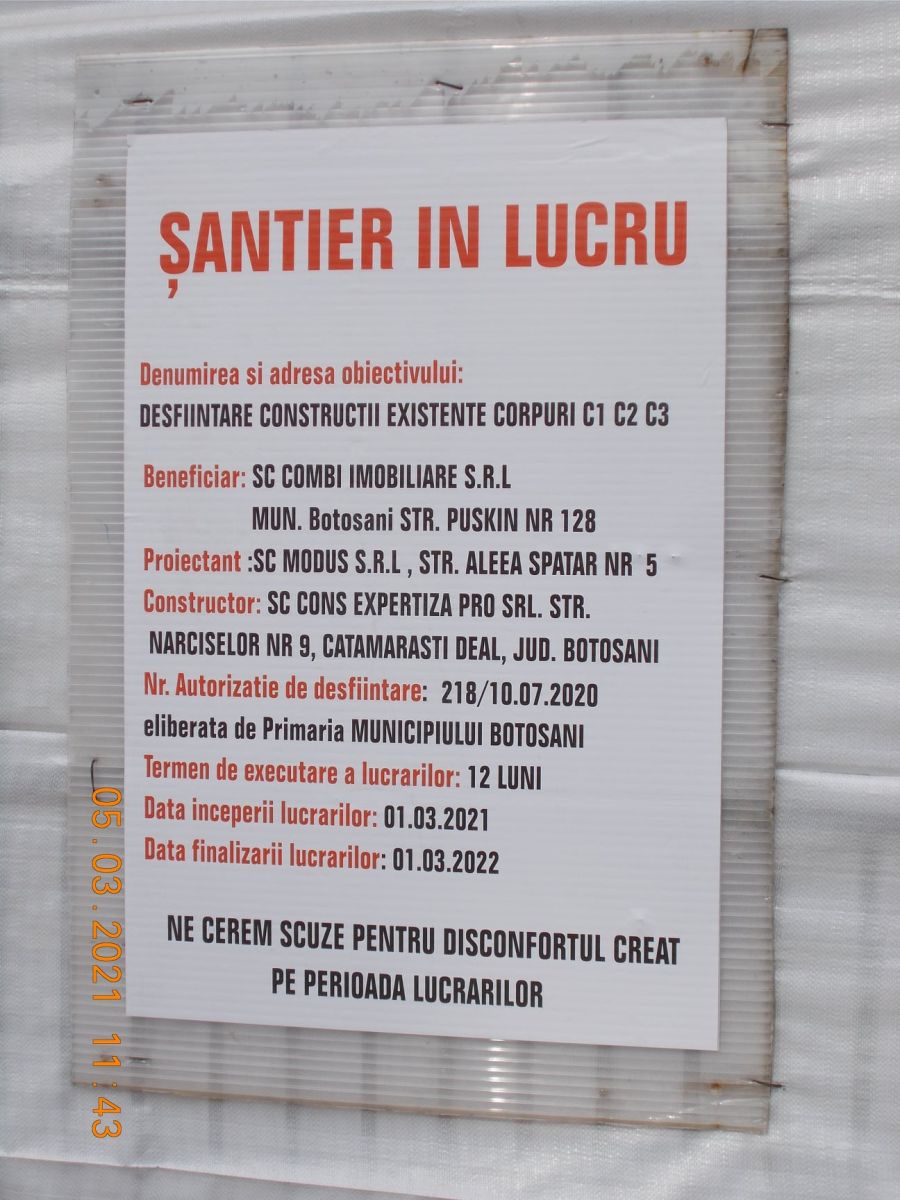 ȘANTIER IN LUCRU
Denumirea si adresa obiectivului:
DESFIINTARE CONSTRUCTII EXISTENTE CORPURI C1 C2 C3
Beneficiar: SC COMBI IMOBILIARE S.R.L
MUN. Botosani STR. PUSKIN NR 128
Proiectant :SC MODUS S.R.L , STR. ALEEA SPATAR NR 5
Constructor: SC CONS EXPERTIZA PRO SRL. STR.
NARCISELOR NR 9, CATAMARASTI DEAL, JUD. BOTOSANI
Nr. Autorizatie de desfiintare: 218/10.07.2020
eliberata de Primaria MUNICIPIULUI BOTOSANI
Termen de executare a lucrarilor: 12 LUNI
Data inceperii lucrarilor: 01.03.2021
Data finalizarii lucrarilor: 01.03.2022
NE CEREM SCUZE PENTRU DISCONFORTUL CREAT
PE PERIOADA LUCRARILOR
05.03.2021 11:43